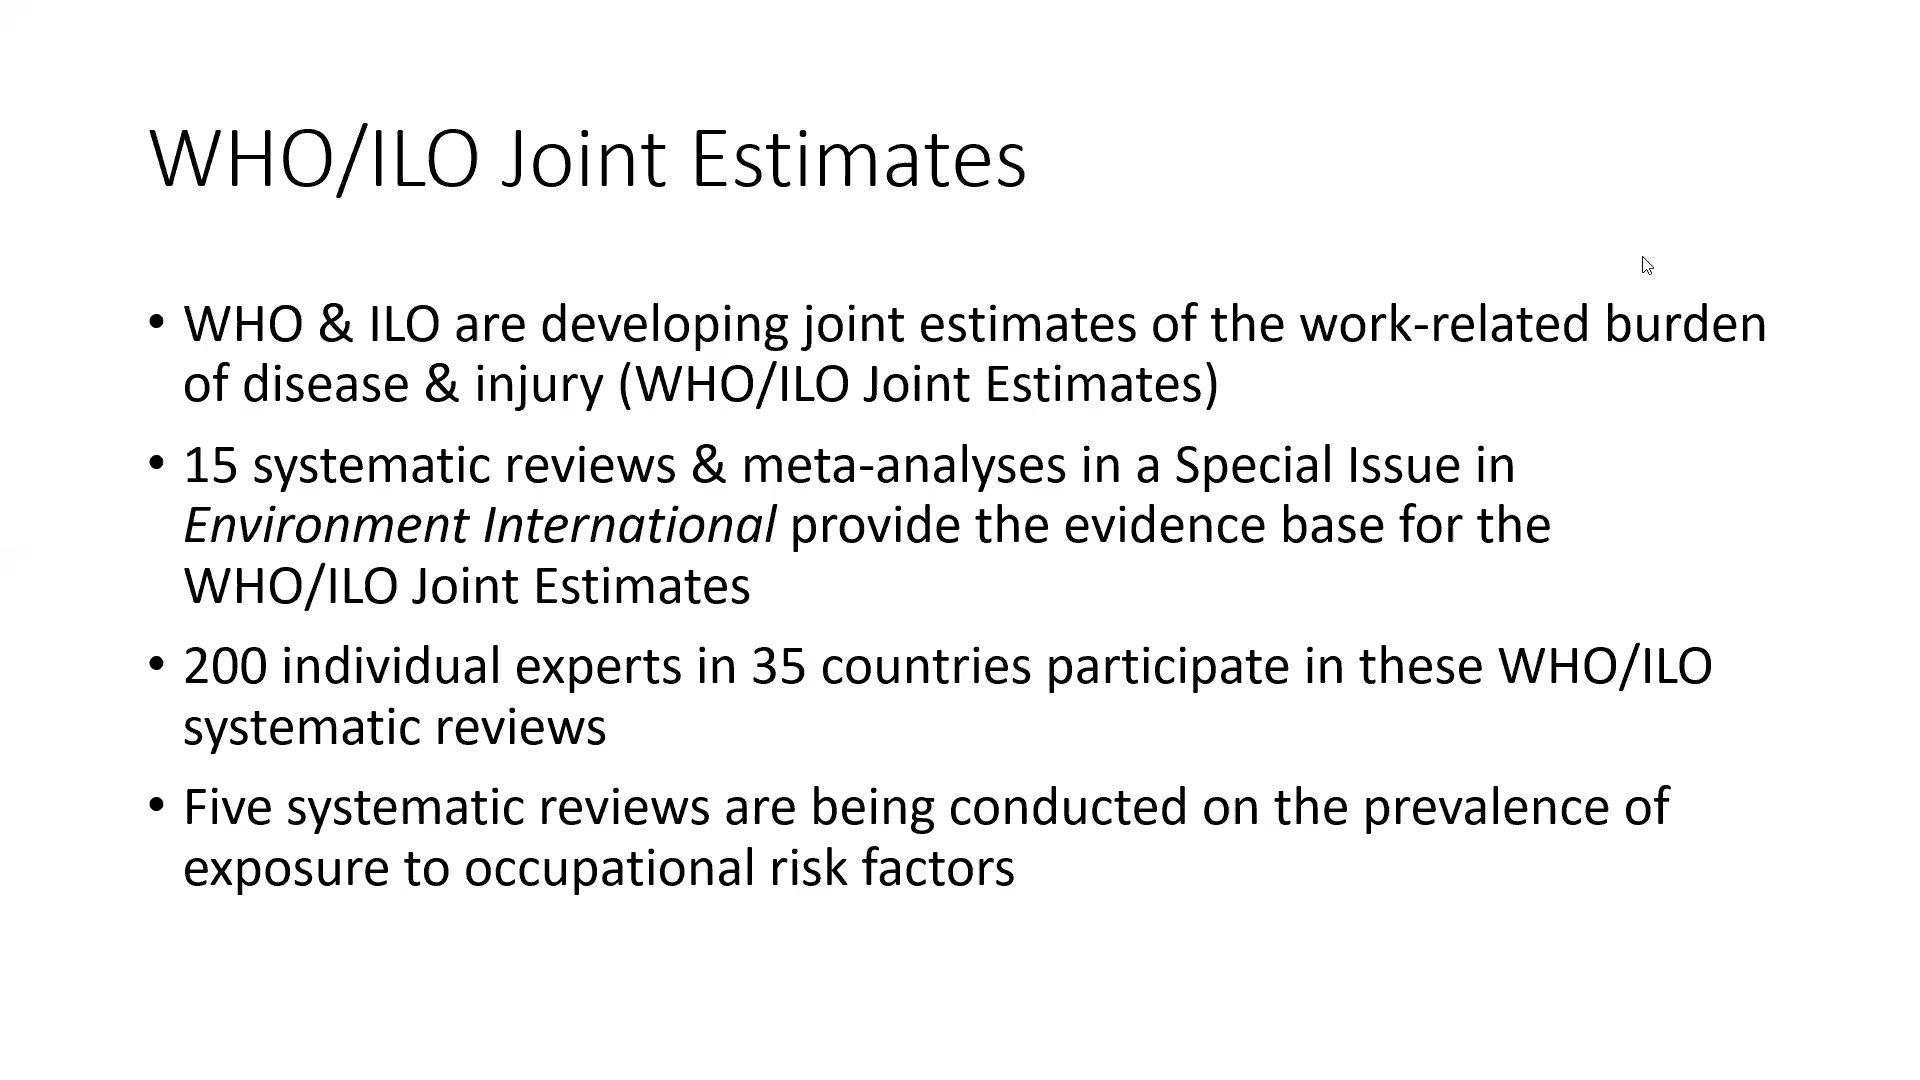 WHO/ILO Joint Estimates
• WHO & ILO are developing joint estimates of the work-related burden
of disease & injury (WHO/ILO Joint Estimates)
• 15 systematic reviews & meta-analyses in a Special Issue in
Environment International provide the evidence base for the
WHO/ILO Joint Estimates
• 200 individual experts in 35 countries participate in these WHO/ILO
systematic reviews
• Five systematic reviews are being conducted on the prevalence of
exposure to occupational risk factors